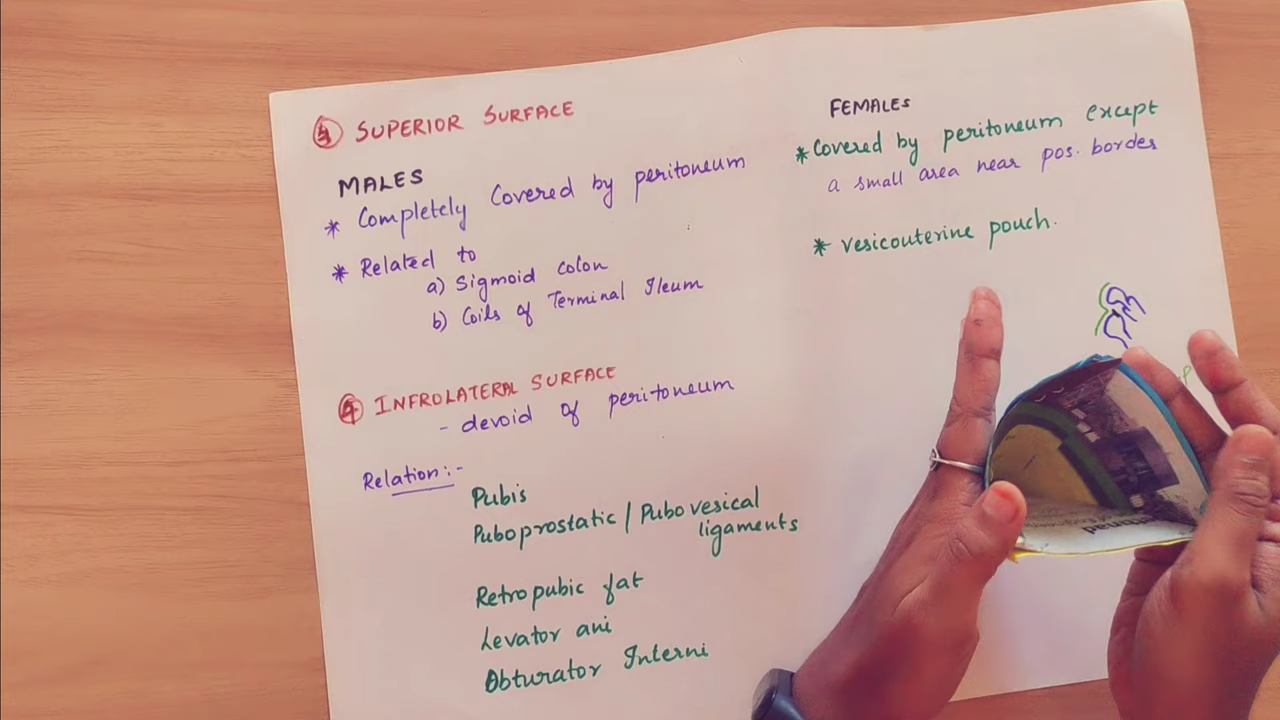 3 SUPERIOR SURFACE
MALES
* Completely Covered by peritoneum
* Related to
a) Sigmoid colon
b) Coils of Terminal Ileum
FEMALES
* Covered by peritoneum except
a small area near pos. border
* vesicouterine pouch.
4 INFROLATERAL SURFACE
- devoid of peritoneum
Relation:-
Pubis
Puboprostatic / Pubovesical
ligaments
Retropubic fat
Levator ani
Obturator Interni